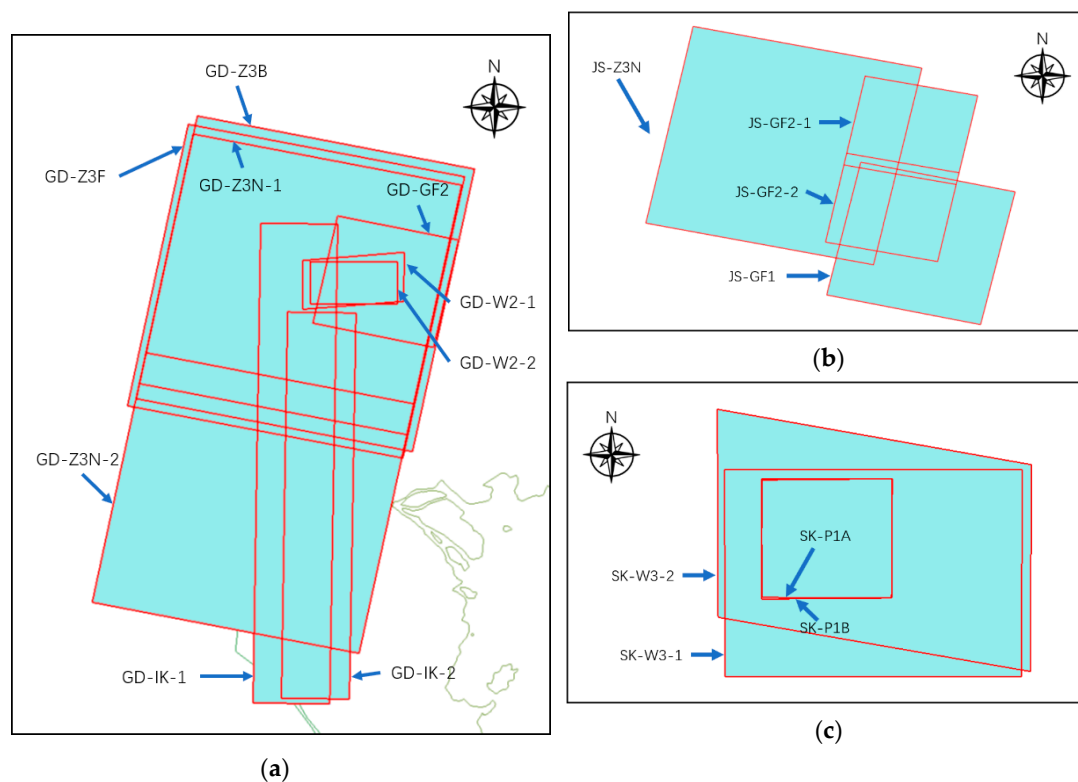 N
GD-Z3B
GD-Z3F
GD-Z3N-1
GD-GF2
GD-W2-1
GD-W2-2
GD-Z3N-2
GD-IK-1
GD-IK-2
(a)
N
JS-Z3N
JS-GF2-1
JS-GF2-2
JS-GF1
(b)
N
SK-P1A
SK-W3-2
SK-P1B
SK-W3-1
(c)